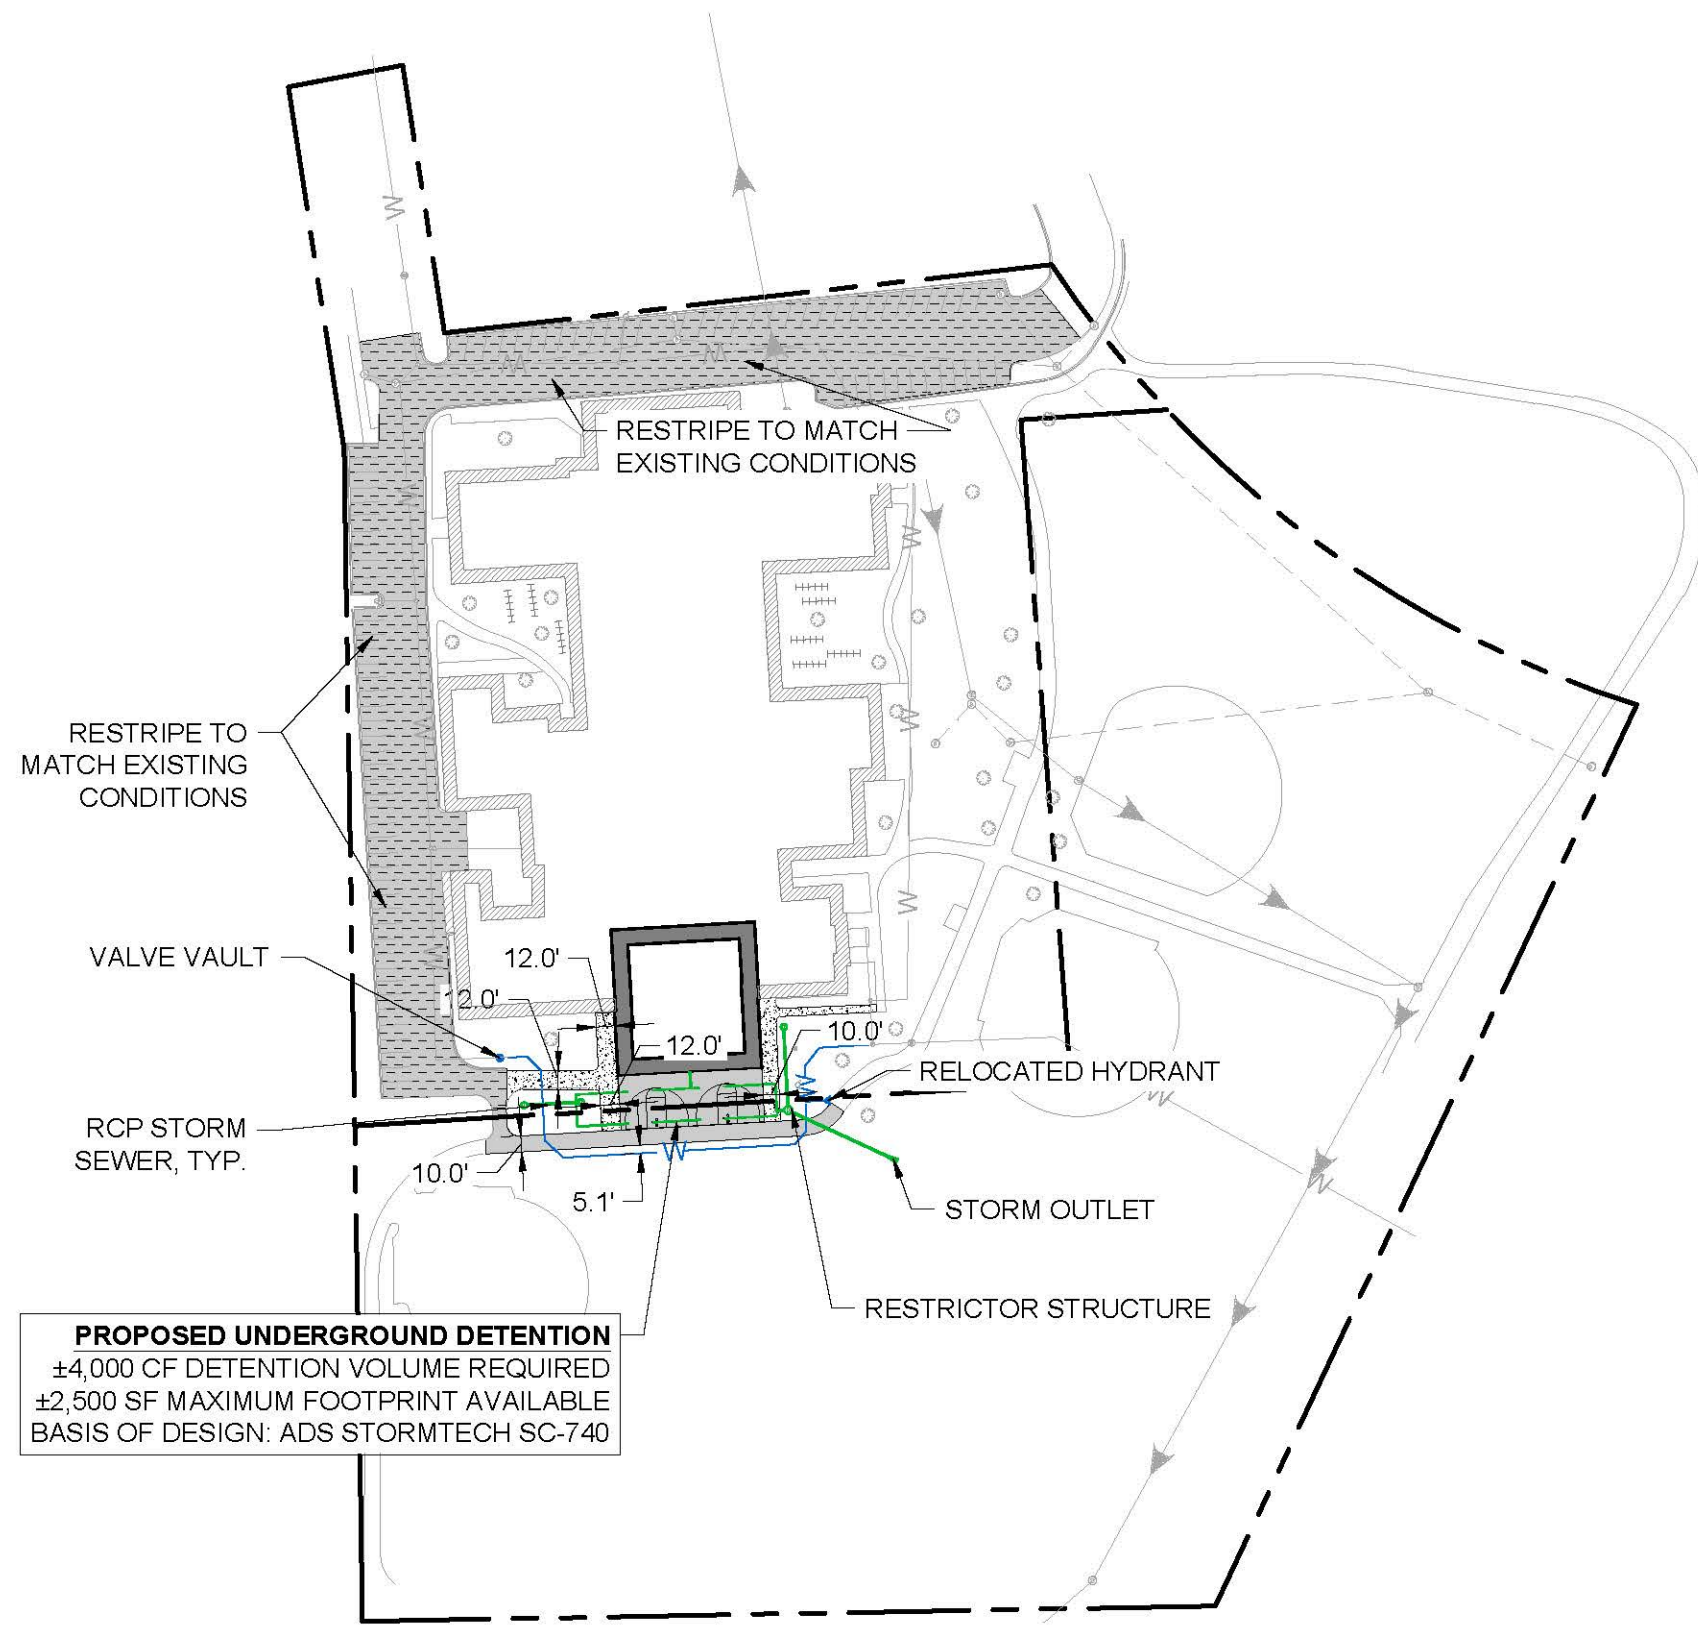 W
W
W
RESTRIPE TO MATCH
EXISTING CONDITIONS
W
W
RESTRIPE TO
MATCH EXISTING
CONDITIONS
W
W
W
W
VALVE VAULT
12.0'
12.0'
12.0'
10.0'
W
RELOCATED HYDRANT
W
RCP STORM
SEWER, TYP.
10.0'
W
5.1'
W
STORM OUTLET
RESTRICTOR STRUCTURE
PROPOSED UNDERGROUND DETENTION
±4,000 CF DETENTION VOLUME REQUIRED
±2,500 SF MAXIMUM FOOTPRINT AVAILABLE
BASIS OF DESIGN: ADS STORMTECH SC-740